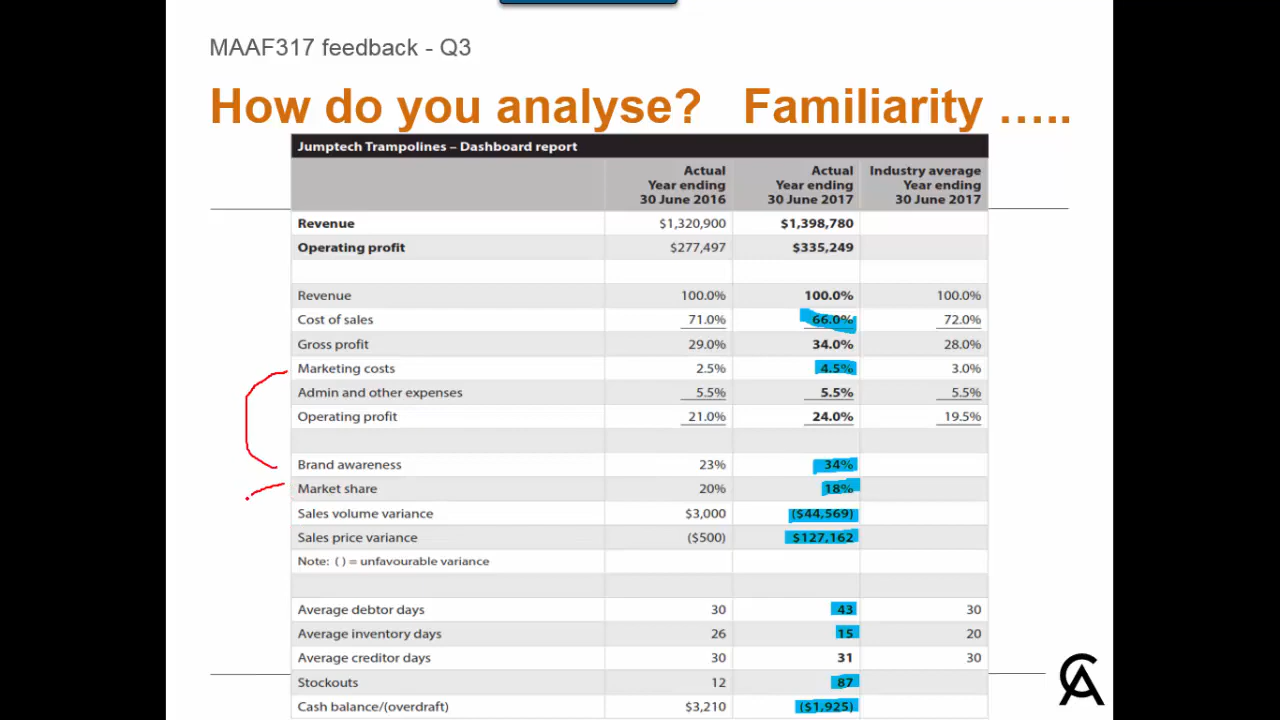 MAAF317 feedback - Q3
How do you analyse? Familiarity .....
Jumptech Trampolines – Dashboard report
Actual Year ending 30 June 2016 Actual Year ending 30 June 2017 Industry average Year ending 30 June 2017
Revenue $1,320,900 $1,398,780
Operating profit $277,497 $335,249
Revenue 100.0% 100.0% 100.0%
Cost of sales 71.0% 66.0% 72.0%
Gross profit 29.0% 34.0% 28.0%
Marketing costs 2.5% 4.5% 3.0%
Admin and other expenses 5.5% 5.5% 5.5%
Operating profit 21.0% 24.0% 19.5%
Brand awareness 23% 34%
Market share 20% 18%
Sales volume variance $3,000 ($44,569)
Sales price variance ($500) $127,162
Note: ( ) = unfavourable variance
Average debtor days 30 43 30
Average inventory days 26 15 20
Average creditor days 30 31 30
Stockouts 12 87
Cash balance/(overdraft) $3,210 ($1,925)
CA